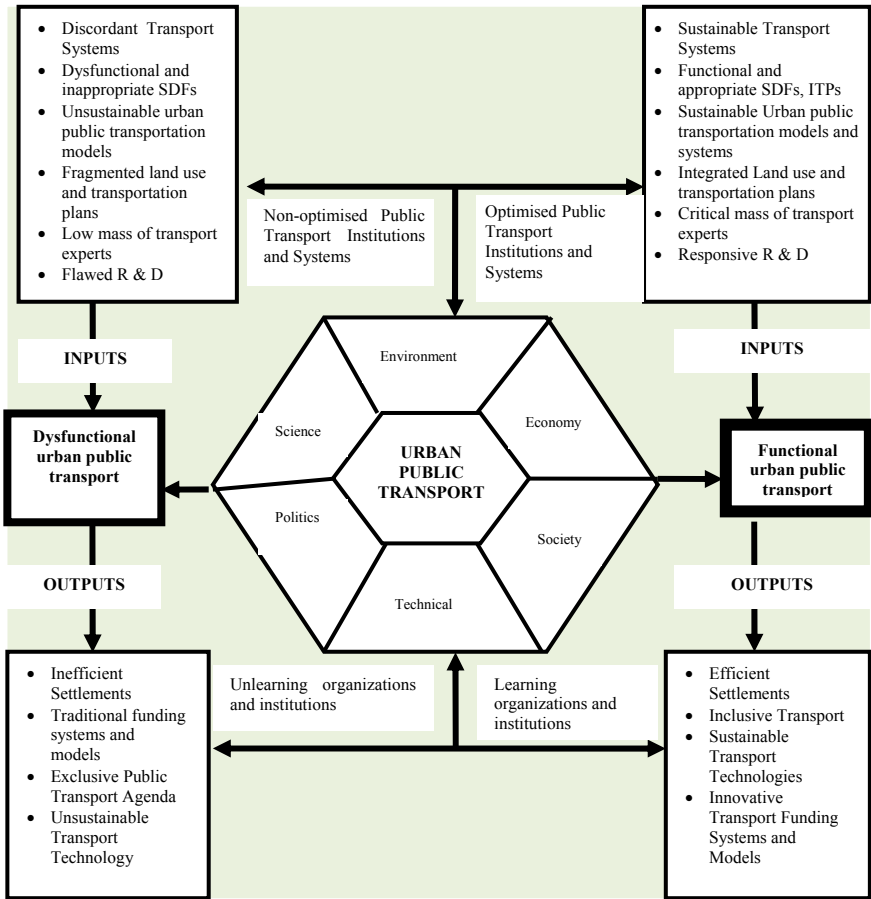 • Discordant Transport
Systems
• Dysfunctional and
inappropriate SDFs
• Unsustainable urban
public transportation
models
• Fragmented land use
and transportation
plans
• Low mass of transport
experts
• Flawed R & D
• Sustainable Transport
Systems
• Functional and
appropriate SDFs, ITPs
• Sustainable Urban public
transportation models and
systems
• Integrated Land use and
transportation plans
• Critical mass of transport
experts
• Responsive R & D
Non-optimised Public
Transport Institutions
and Systems
Optimised Public
Transport
Institutions and
Systems
INPUTS
INPUTS
Dysfunctional
urban public
transport
Environment
Science
Economy
URBAN
PUBLIC
TRANSPORT
Politics
Society
Technical
Functional
urban public
transport
OUTPUTS
OUTPUTS
• Inefficient
Settlements
• Traditional funding
systems and
models
• Exclusive Public
Transport Agenda
• Unsustainable
Transport
Technology
Unlearning organizations
and institutions
Learning
organizations and
institutions
• Efficient
Settlements
• Inclusive Transport
• Sustainable
Transport
Technologies
• Innovative
Transport Funding
Systems and
Models